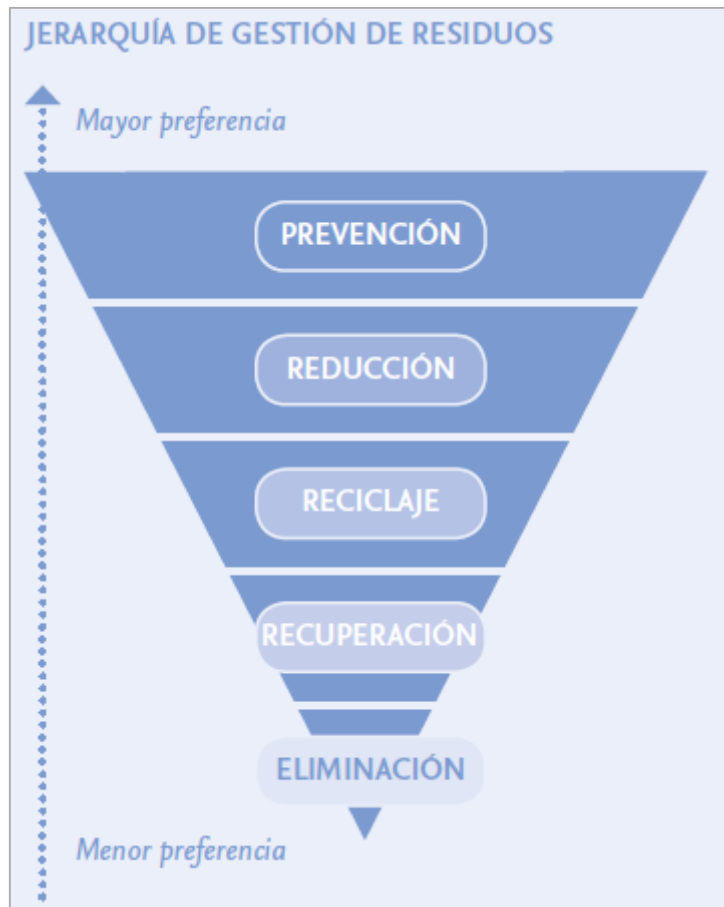 JERARQUÍA DE GESTIÓN DE RESIDUOS
Mayor preferencia
PREVENCIÓN
REDUCCIÓN
RECICLAJE
RECUPERACIÓN
ELIMINACIÓN
Menor preferencia